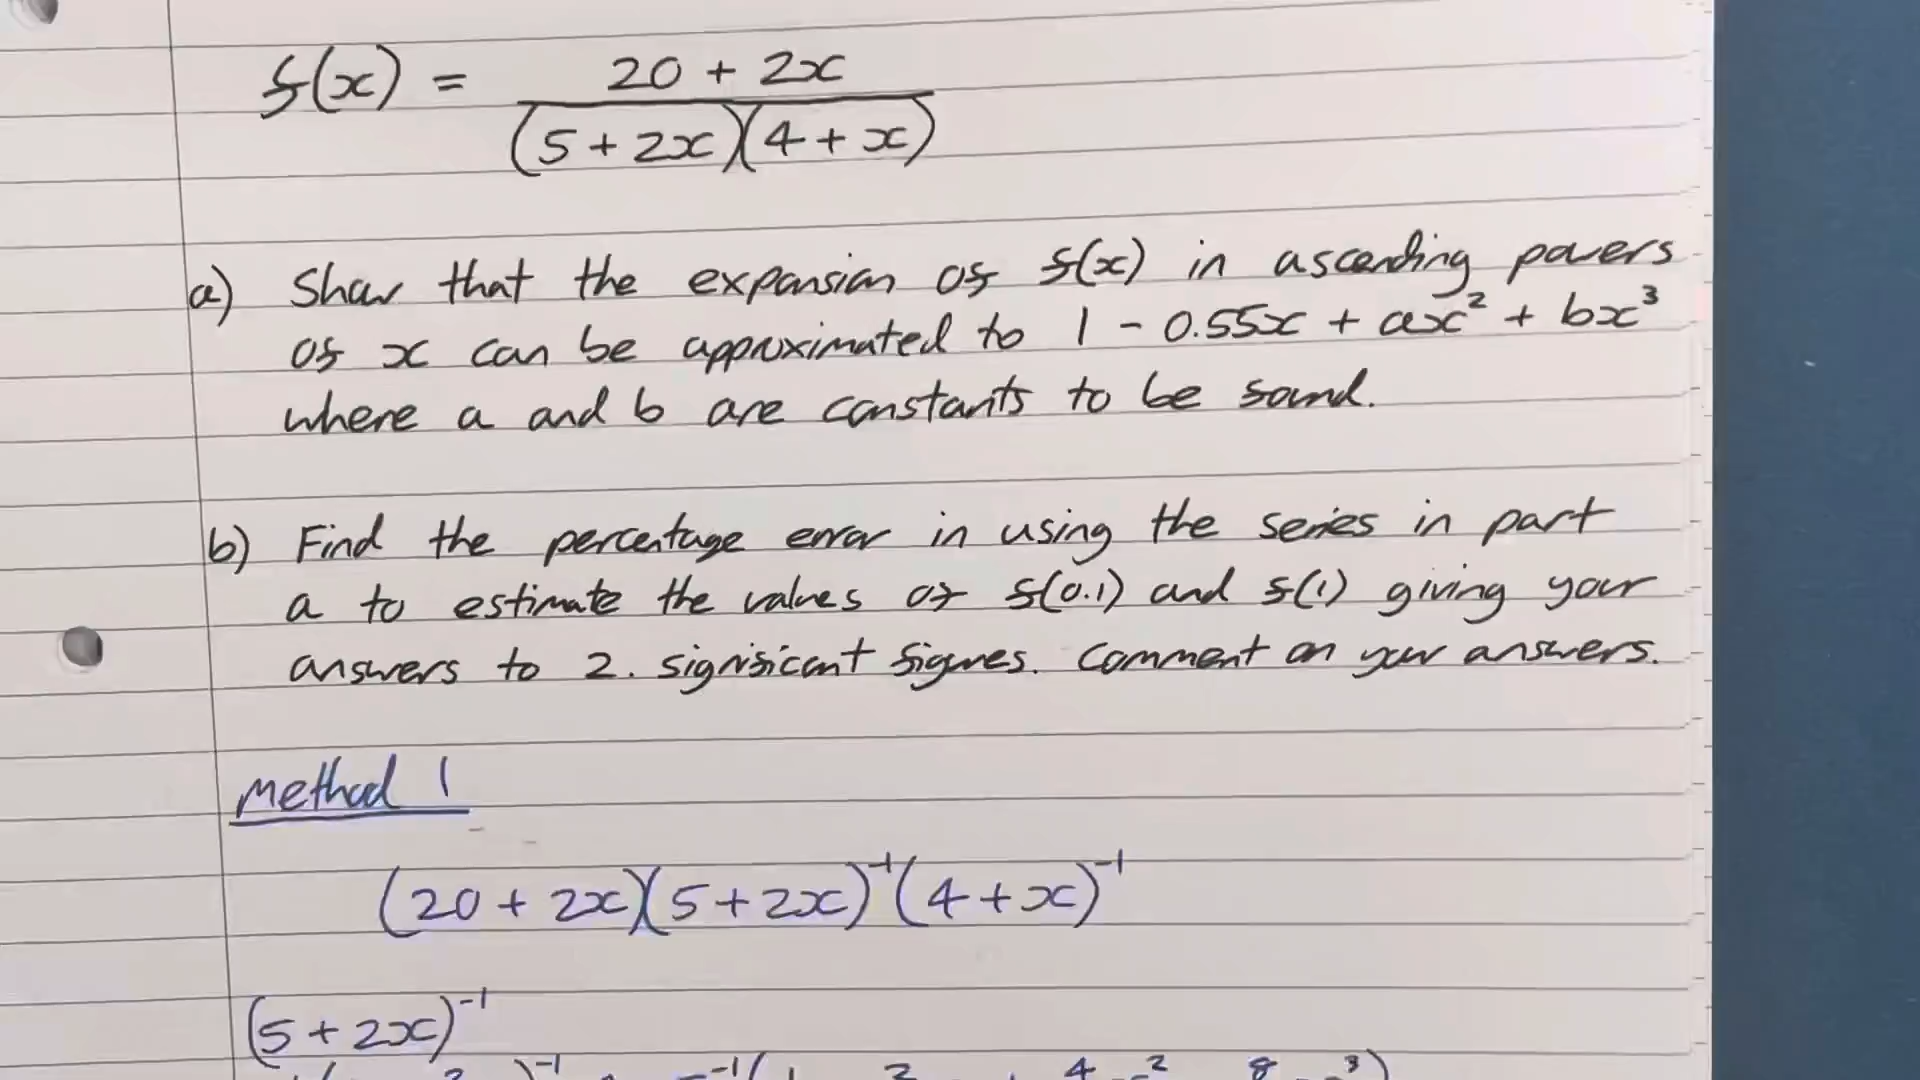 f(x) = 20 + 2x / (5 + 2x)(4 + x)
a) Show that the expansion of f(x) in ascending powers
of x can be approximated to 1 - 0.55x + ax² + bx³
where a and b are constants to be found.
b) Find the percentage error in using the series in part
a to estimate the values of f(0.1) and f(1) giving your
answers to 2. significant figures. Comment on your answers.
Method 1
(20 + 2x)(5 + 2x)⁻¹(4 + x)⁻¹
(5 + 2x)⁻¹